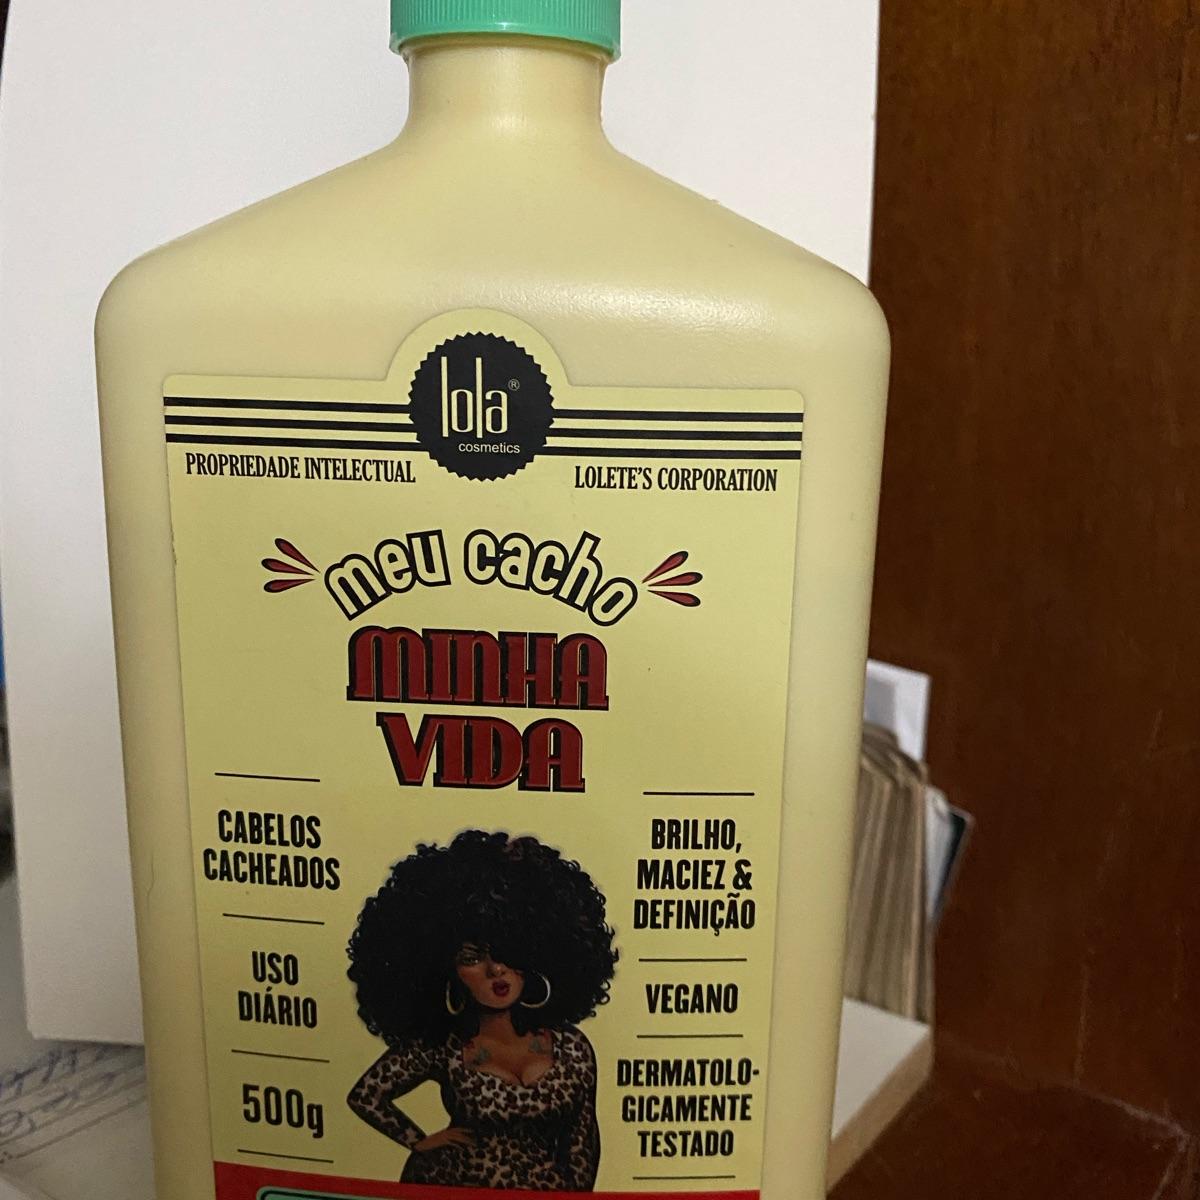 lola®
cosmetics
PROPRIEDADE INTELECTUAL
LOLETE'S CORPORATION
meu cacho
MINHA
VIDA
CABELOS
CACHEADOS
USO
DIÁRIO
500g
BRILHO,
MACIEZ &
DEFINIÇÃO
VEGANO
DERMATOLO-
GICAMENTE
TESTADO